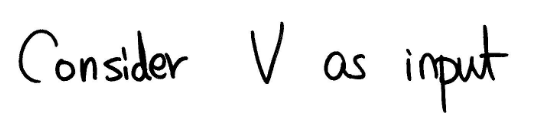 Consider V as input